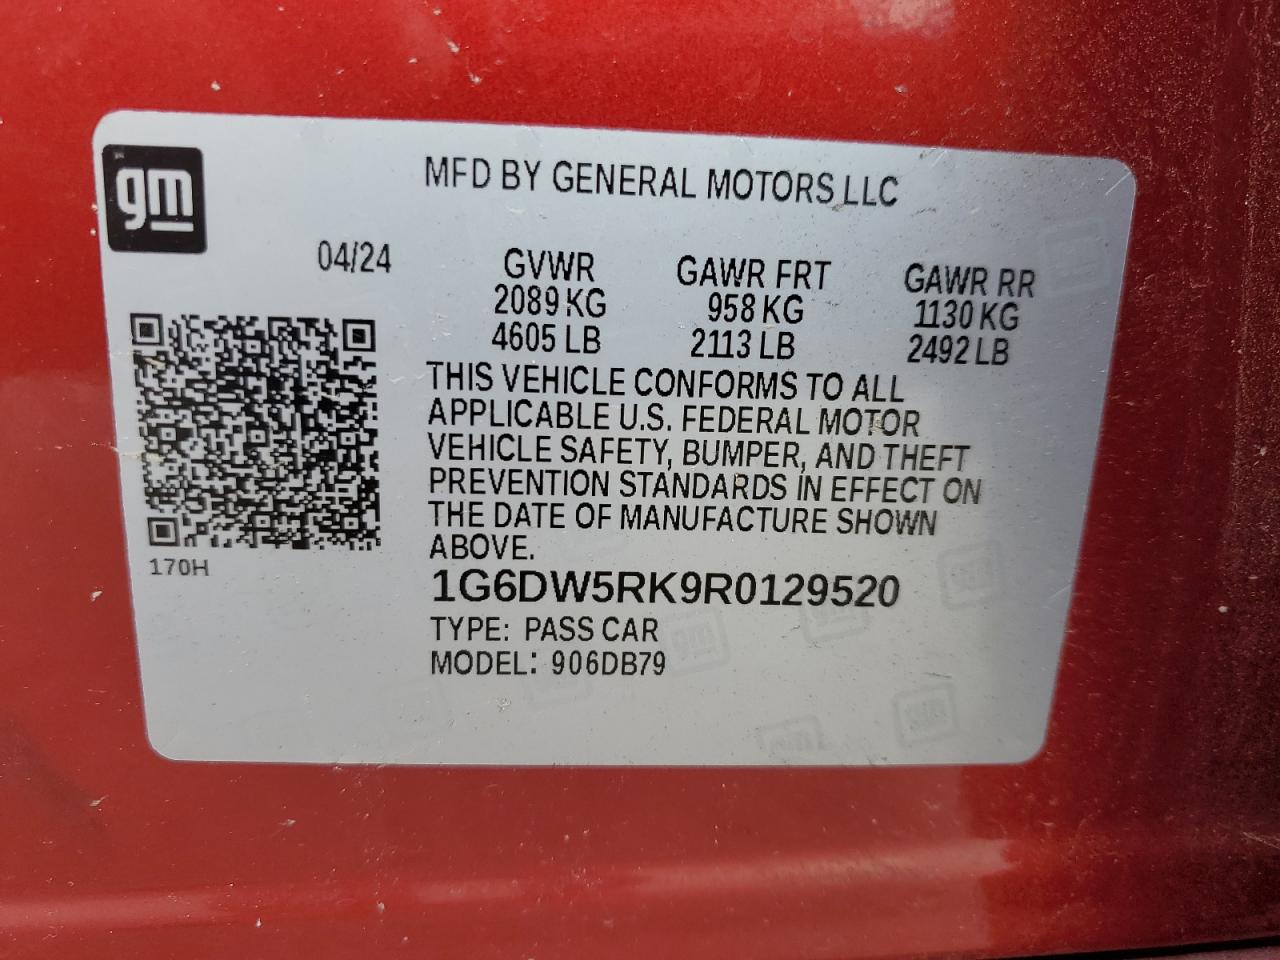 gm
MFD BY GENERAL MOTORS LLC
04/24
GVWR GAWR FRT GAWR RR
2089 KG 958 KG 1130 KG
4605 LB 2113 LB 2492 LB
THIS VEHICLE CONFORMS TO ALL
APPLICABLE U.S. FEDERAL MOTOR
VEHICLE SAFETY, BUMPER, AND THEFT
PREVENTION STANDARDS IN EFFECT ON
THE DATE OF MANUFACTURE SHOWN
ABOVE.
170H
1G6DW5RK9R0129520
TYPE: PASS CAR
MODEL: 906DB79